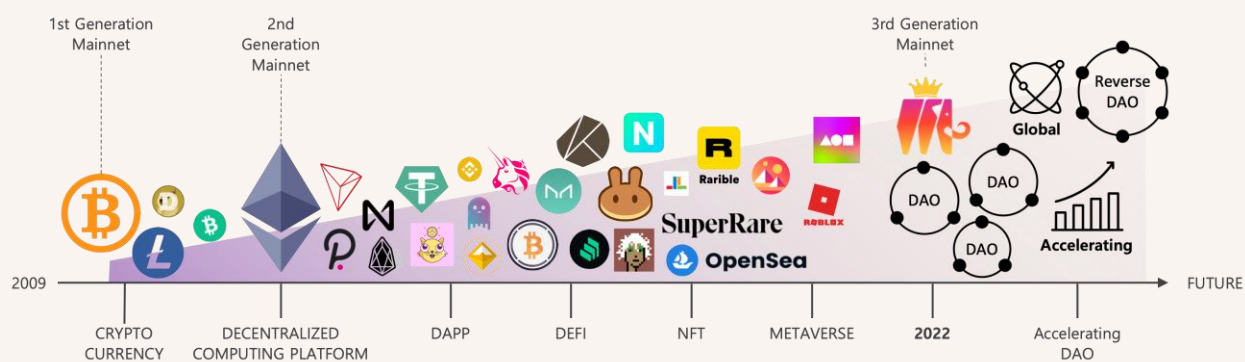 1st Generation
Mainnet
2nd
Generation
Mainnet
3rd Generation
Mainnet
Reverse
DAO
Global
N
R
Rarible
DAO
DAO
DAO
SuperRare
ROBLOX
OpenSea
Accelerating
2009
FUTURE
CRYPTO
CURRENCY
DECENTRALIZED
COMPUTING PLATFORM
DAPP
DEFI
NFT
METAVERSE
2022
Accelerating
DAO